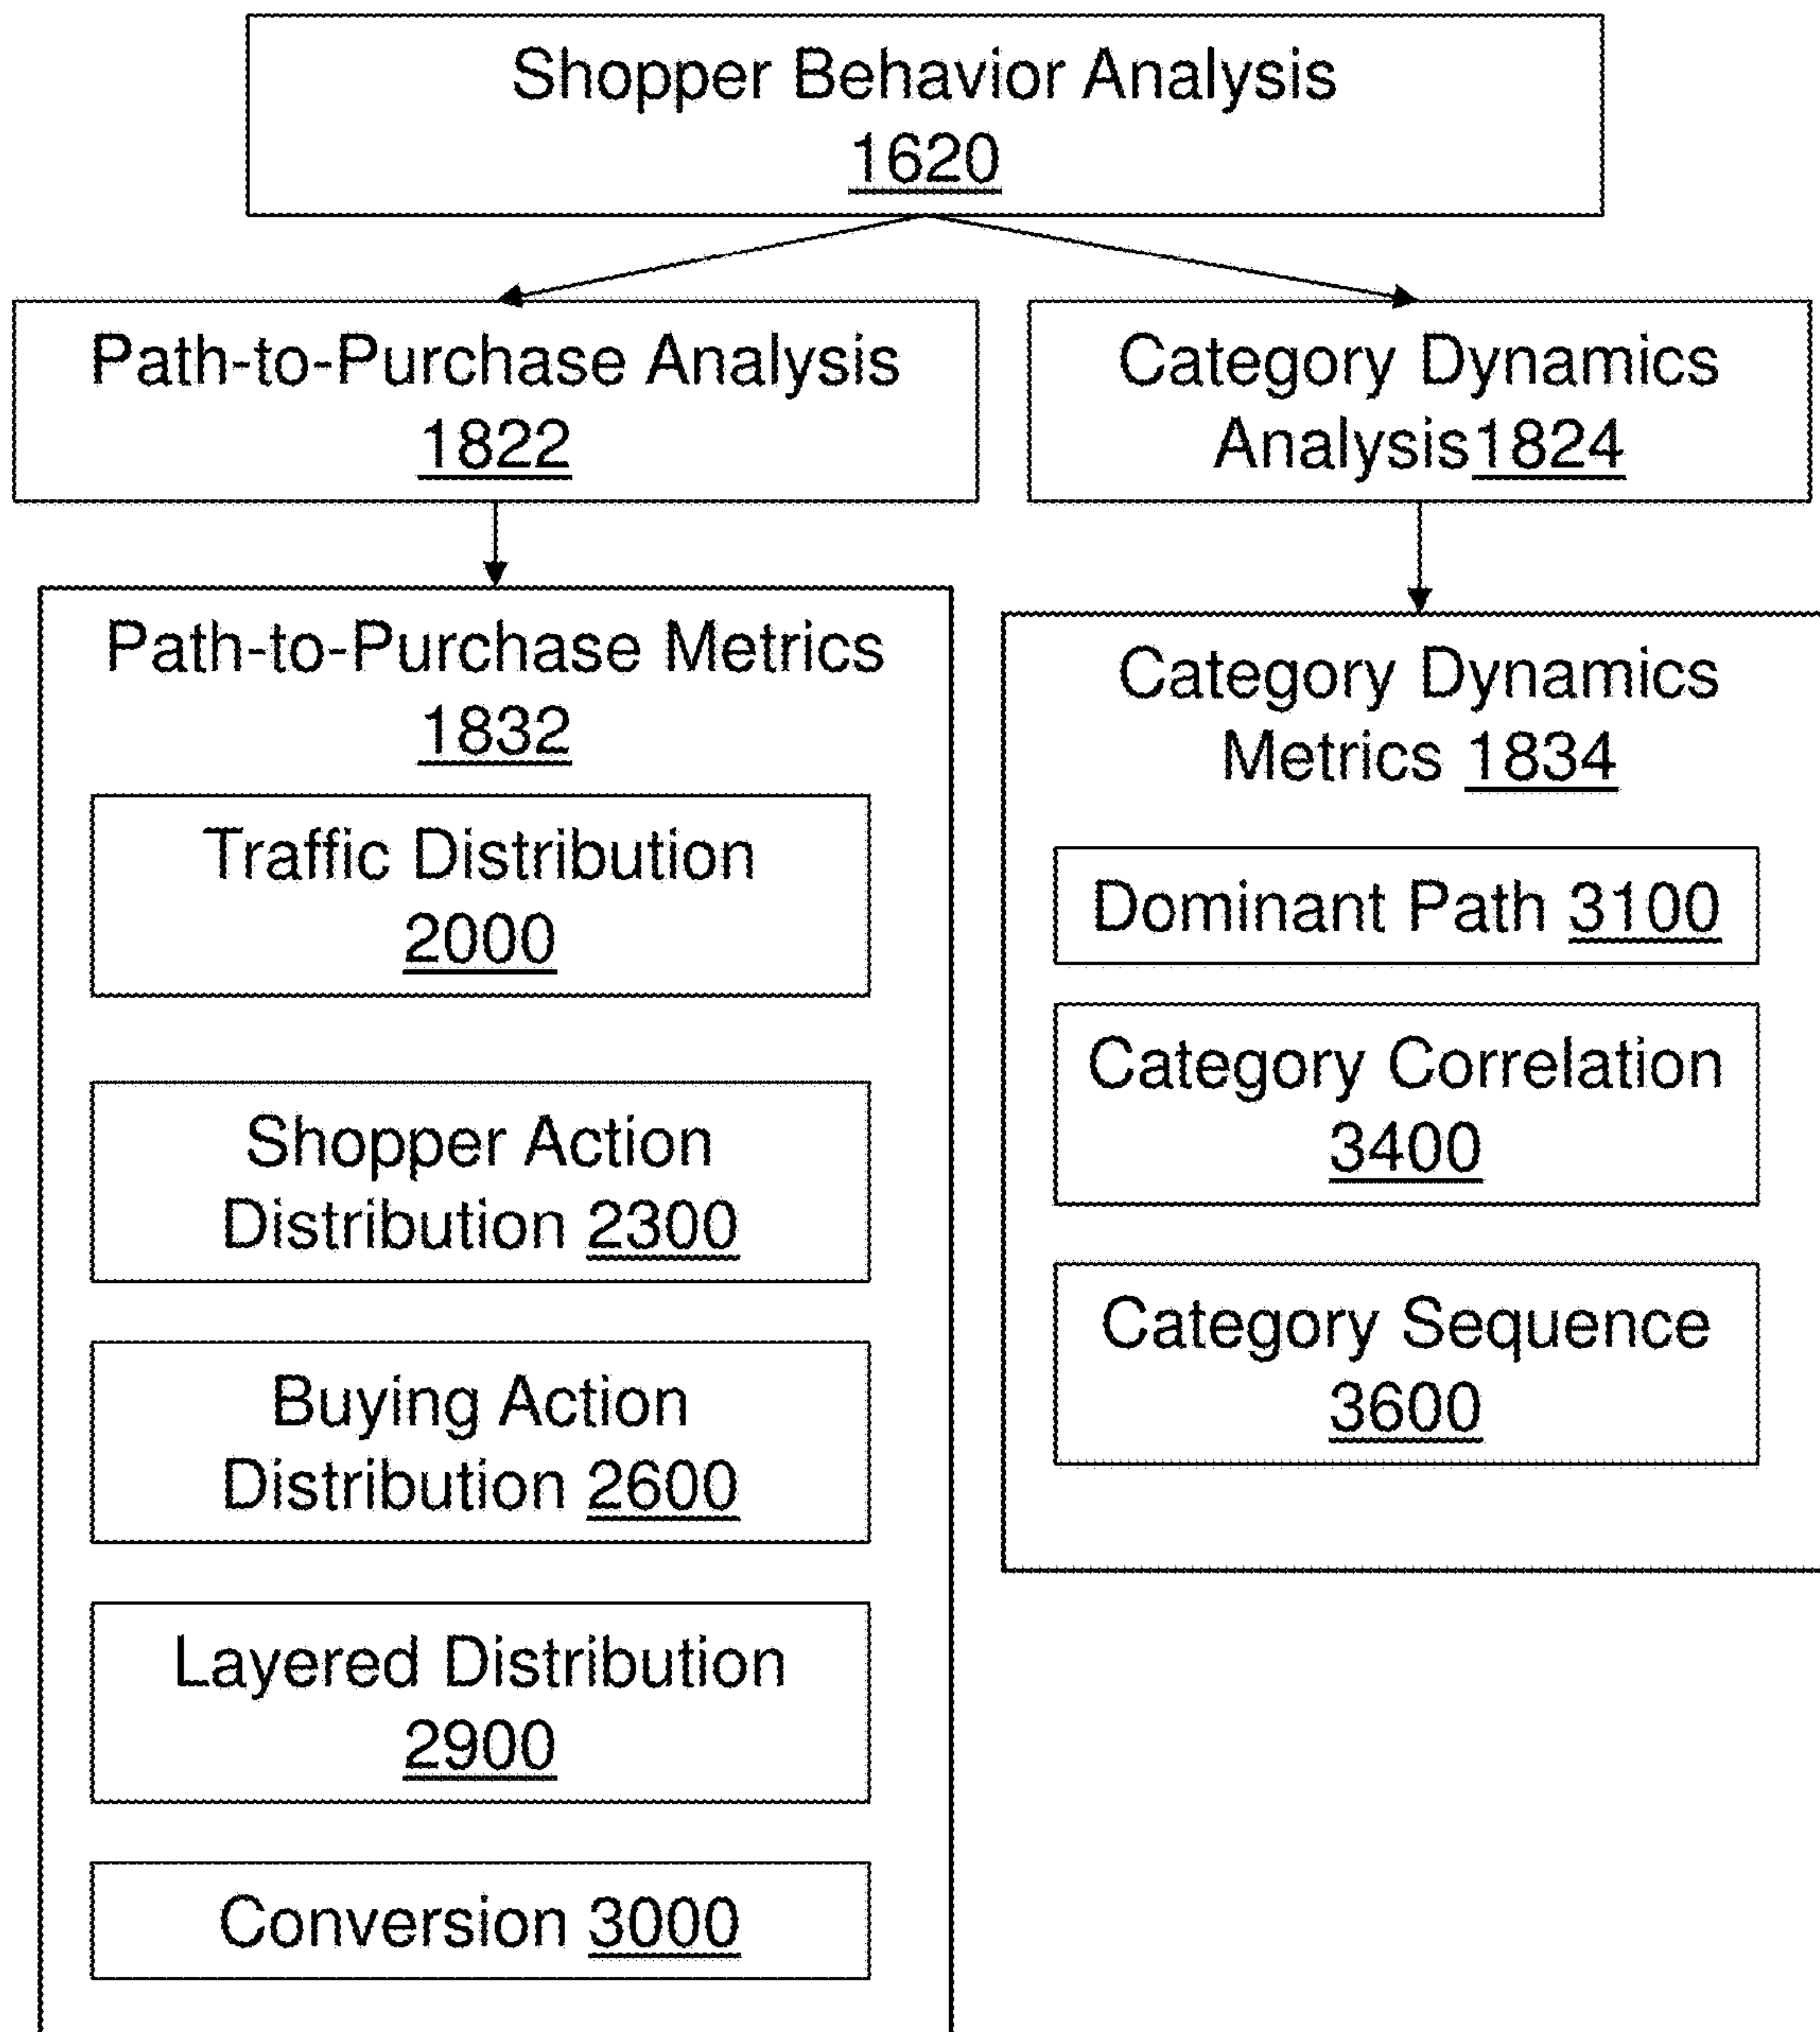 Shopper Behavior Analysis
1620
Path-to-Purchase Analysis
1822
Category Dynamics
Analysis1824
Path-to-Purchase Metrics
1832
Traffic Distribution
2000
Shopper Action
Distribution 2300
Buying Action
Distribution 2600
Layered Distribution
2900
Conversion 3000
Category Dynamics
Metrics 1834
Dominant Path 3100
Category Correlation
3400
Category Sequence
3600